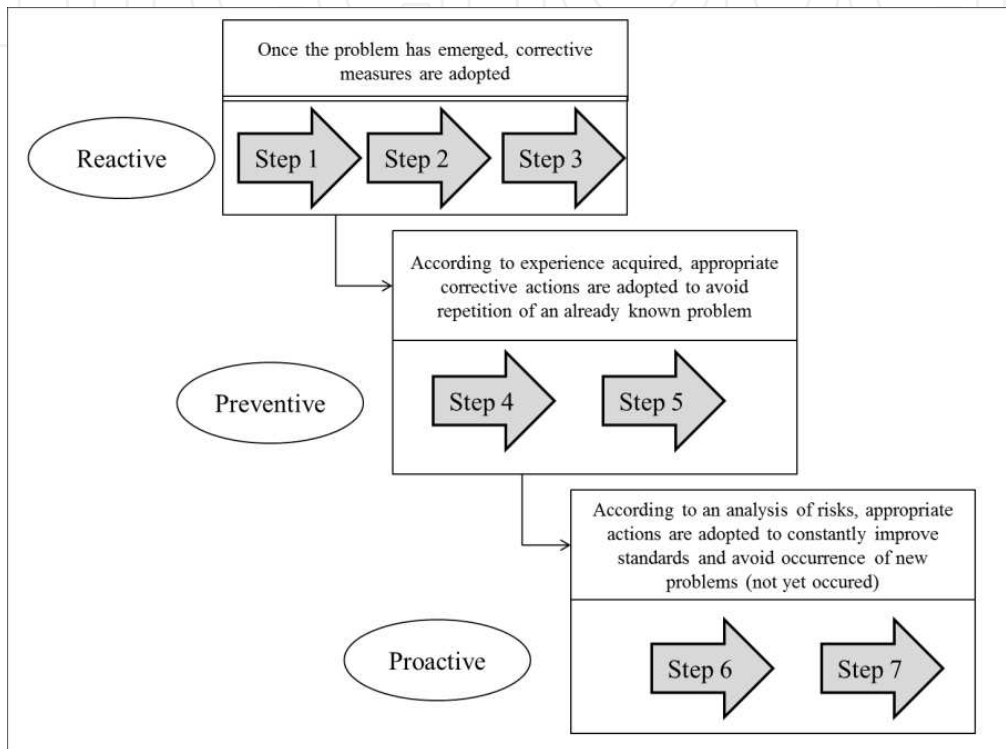 Once the problem has emerged, corrective
measures are adopted
Reactive
Step 1
Step 2
Step 3
According to experience acquired, appropriate
corrective actions are adopted to avoid
repetition of an already known problem
Preventive
Step 4
Step 5
According to an analysis of risks, appropriate
actions are adopted to constantly improve
standards and avoid occurrence of new
problems (not yet occured)
Proactive
Step 6
Step 7